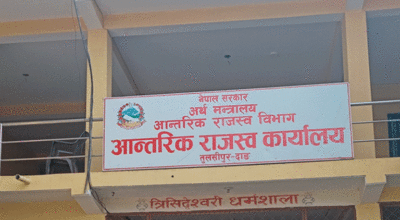 नेपाल सरकार
अर्थ मन्त्रालय
आन्तरिक राजस्व विभाग
आन्तरिक राजस्व कार्यालय
तुलसीपुर-दाङ
त्रिसिद्देश्वरी धर्मशाला